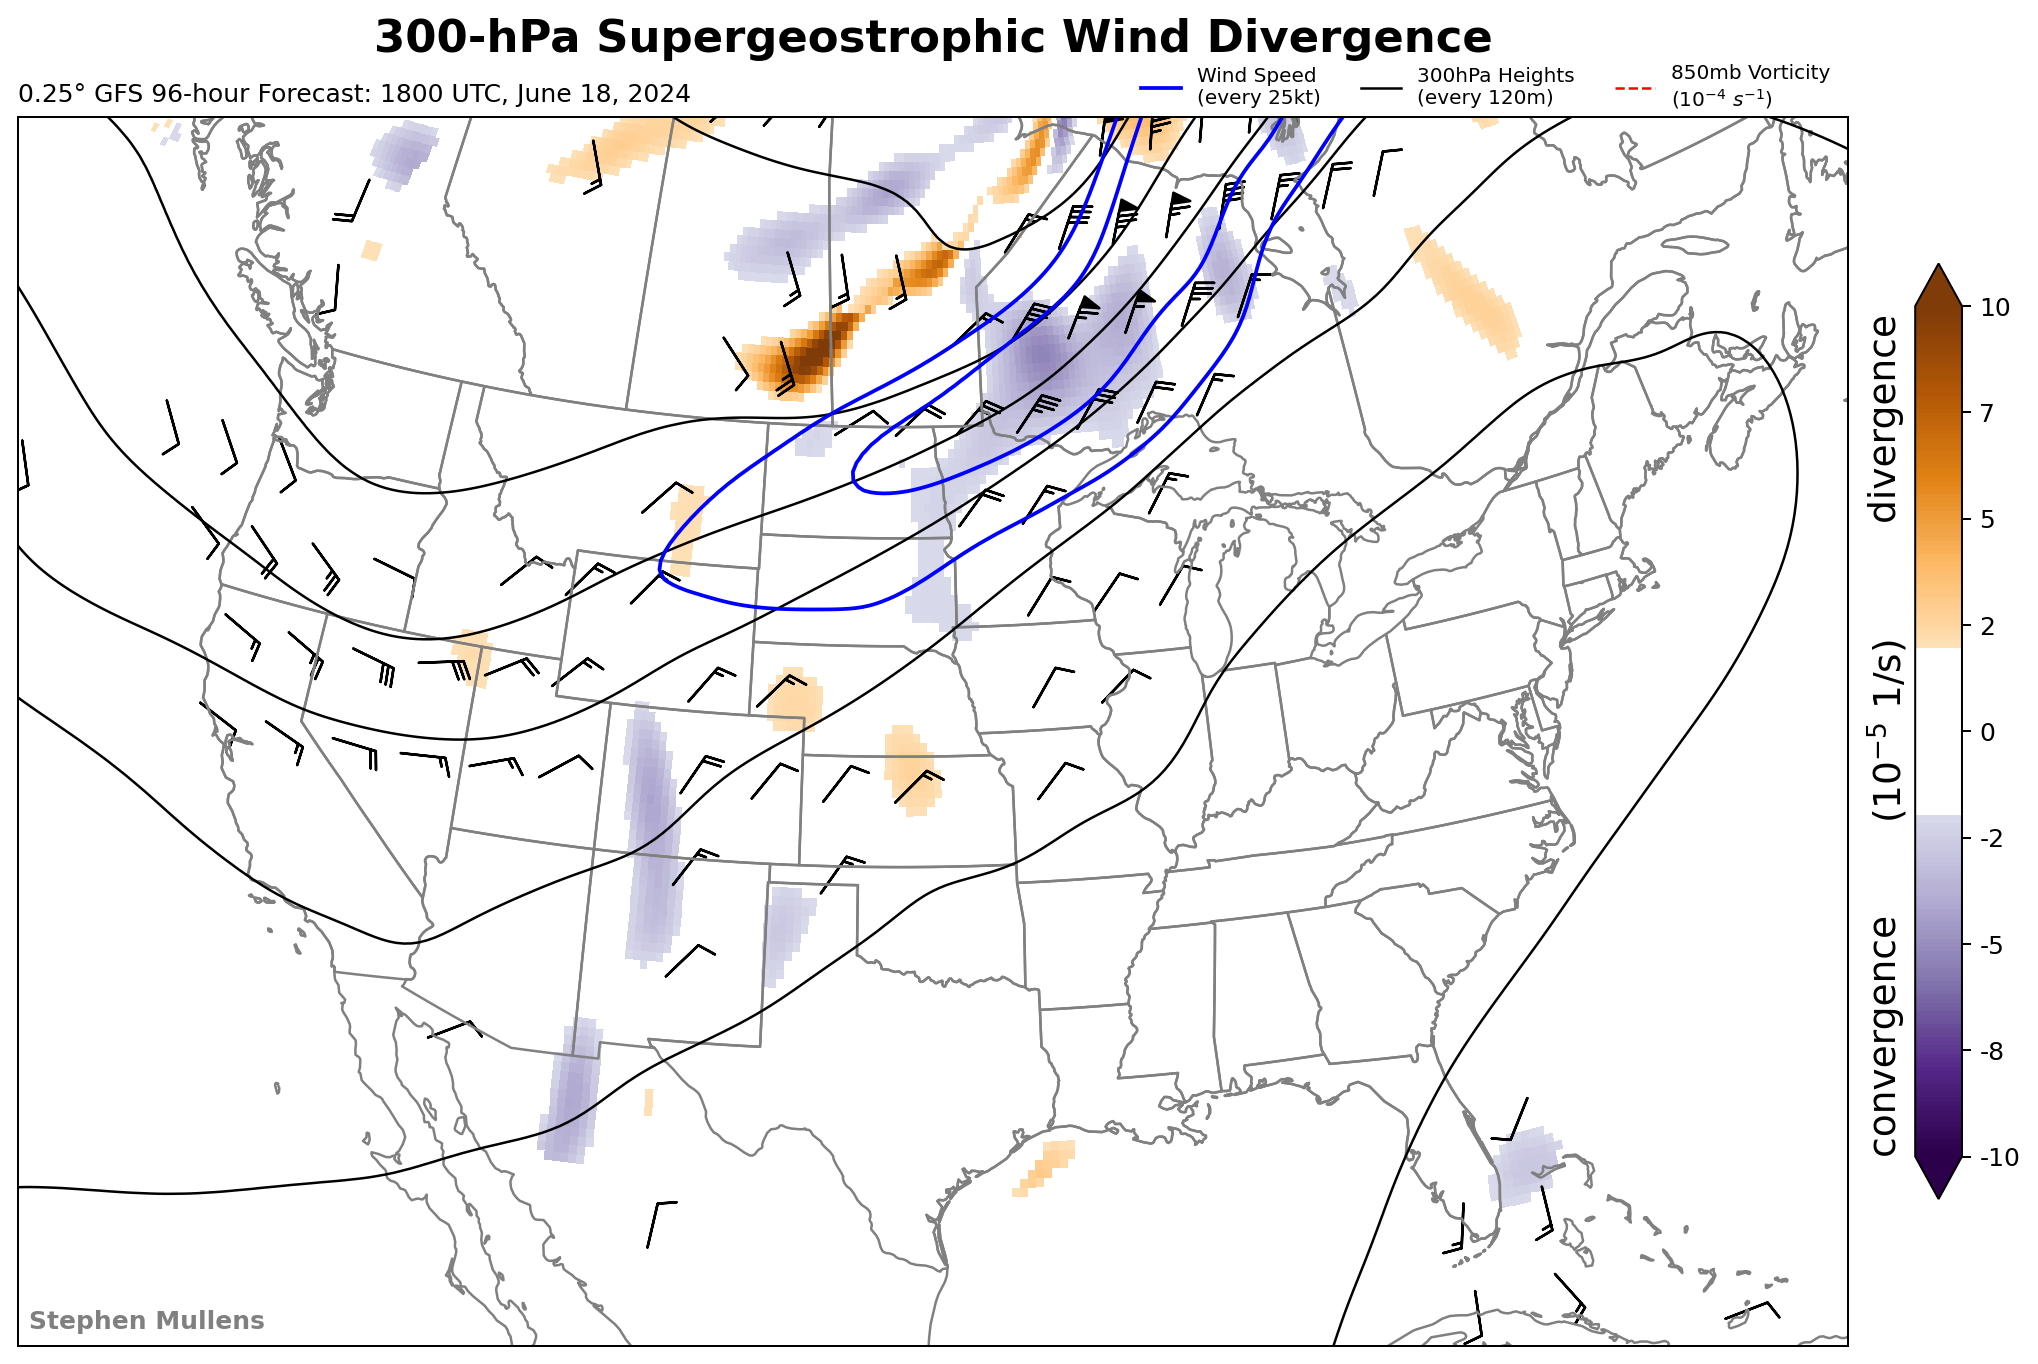 300-hPa Supergeostrophic Wind Divergence
0.25° GFS 96-hour Forecast: 1800 UTC, June 18, 2024
Wind Speed
(every 25kt)
300hPa Heights
(every 120m)
850mb Vorticity
(10⁻⁴ s⁻¹)
10
7
5
2
0
-2
-5
-8
-10
convergence (10⁻⁵ 1/s) divergence
Stephen Mullens